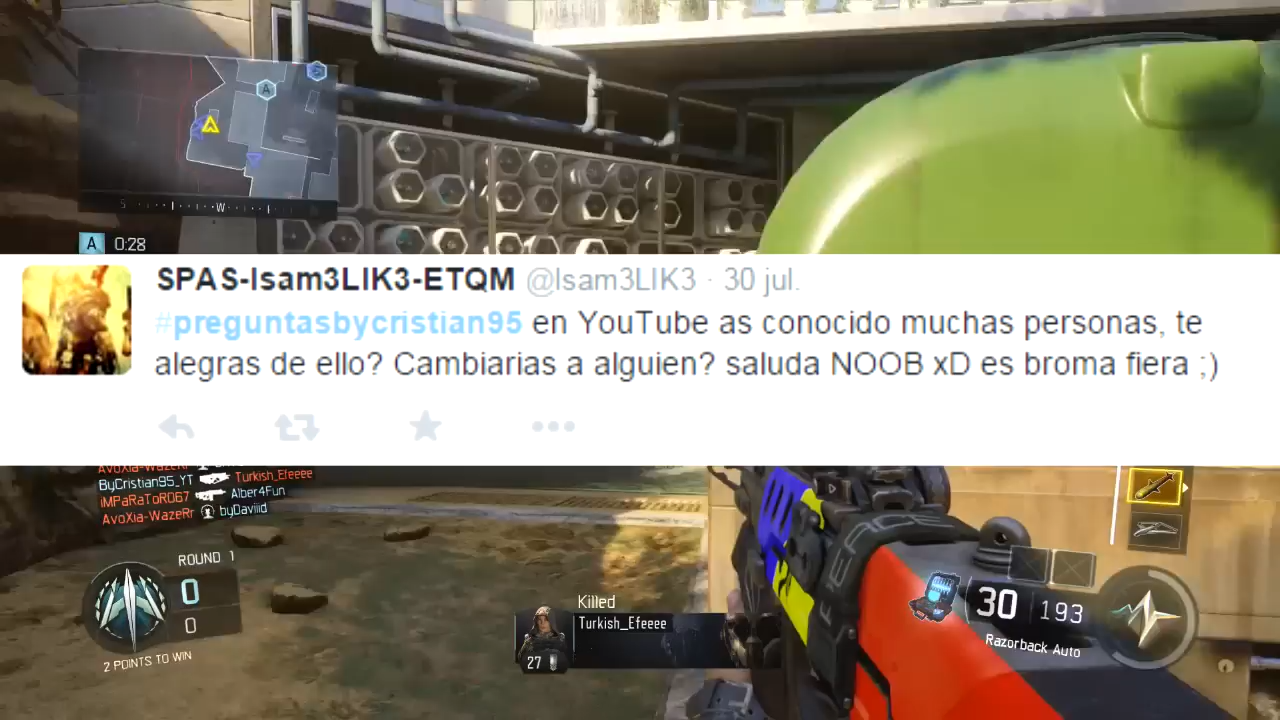 A
S W
A 0:28
SPAS-Isam3LIK3-ETQM @Isam3LIK3 · 30 jul.
#preguntasbycristian95 en YouTube as conocido muchas personas, te
alegras de ello? Cambiarias a alguien? saluda NOOB xD es broma fiera ;)
AvoXia-WazeRr
ByCristian95_YT Turkish_Efeeee
iMPaRaToR067 Alber4Fun
AvoXia-WazeRr byDaviiid
ROUND 1
0
0
2 POINTS TO WIN
Killed
Turkish_Efeeee
27
30 193
Razorback Auto